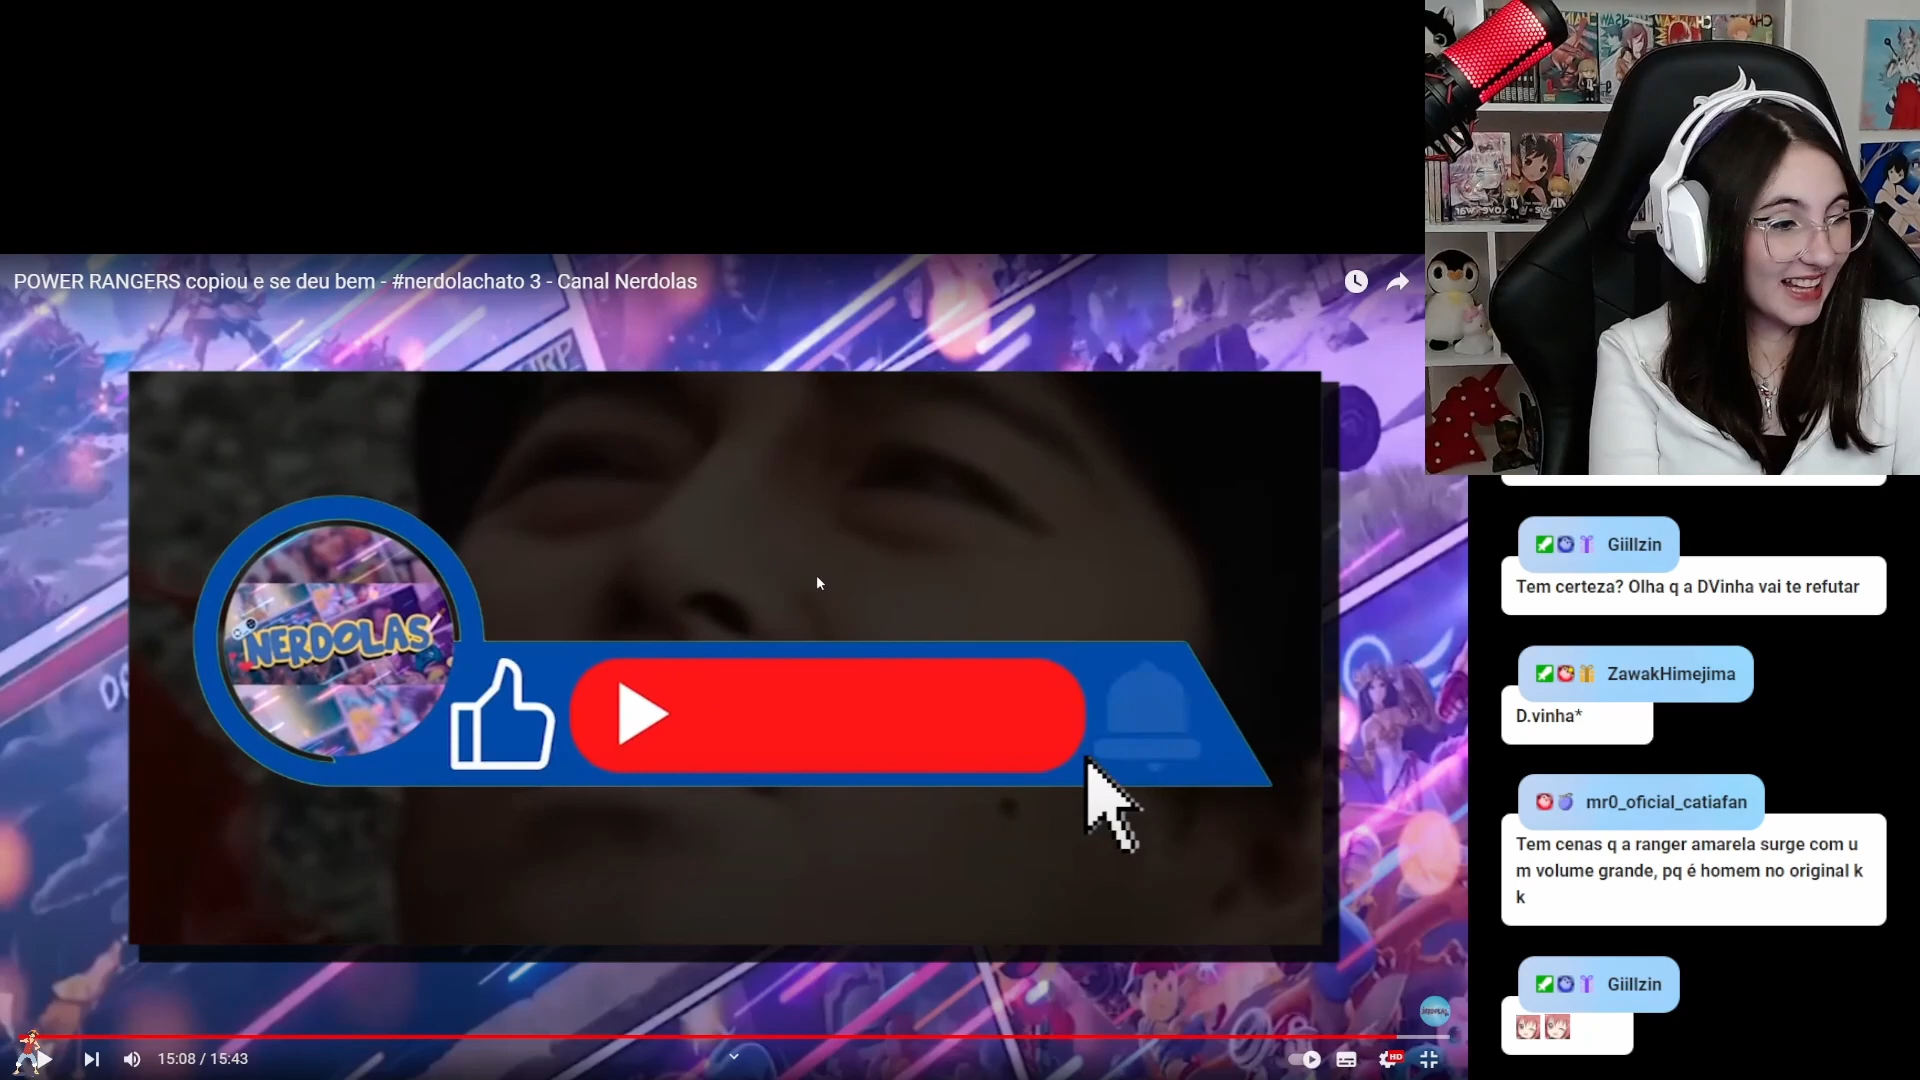 POWER RANGERS copiou e se deu bem - #nerdolachato 3 - Canal Nerdolas
NERDOLAS
Giillzin
Tem certeza? Olha q a DVinha vai te refutar
ZawakHimejima
D.vinha*
mr0_oficial_catiafan
Tem cenas q a ranger amarela surge com u
m volume grande, pq é homem no original k
k
Giillzin
15:08 / 15:43
HD